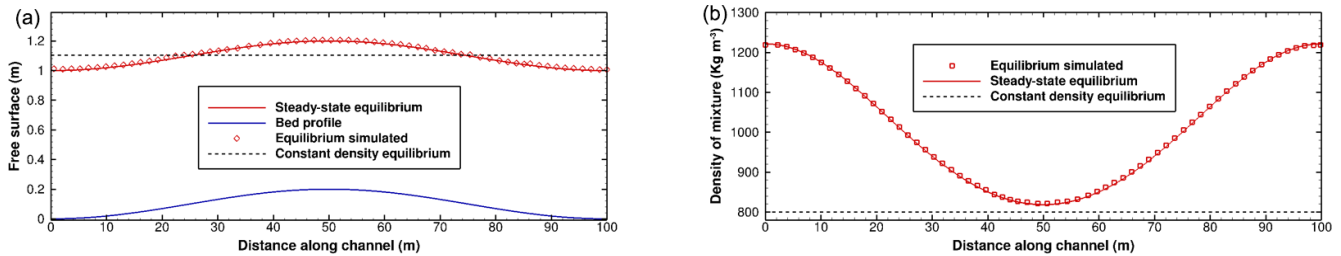 (a)
Free surface (m)
1.2
1
0.8
0.6
0.4
0.2
0
Steady-state equilibrium
Bed profile
Equilibrium simulated
Constant density equilibrium
0 10 20 30 40 50 60 70 80 90 100
Distance along channel (m)
(b)
Density of mixture (Kg m-3)
1300
1200
1100
1000
900
800
Equilibrium simulated
Steady-state equilibrium
Constant density equilibrium
0 10 20 30 40 50 60 70 80 90 100
Distance along channel (m)